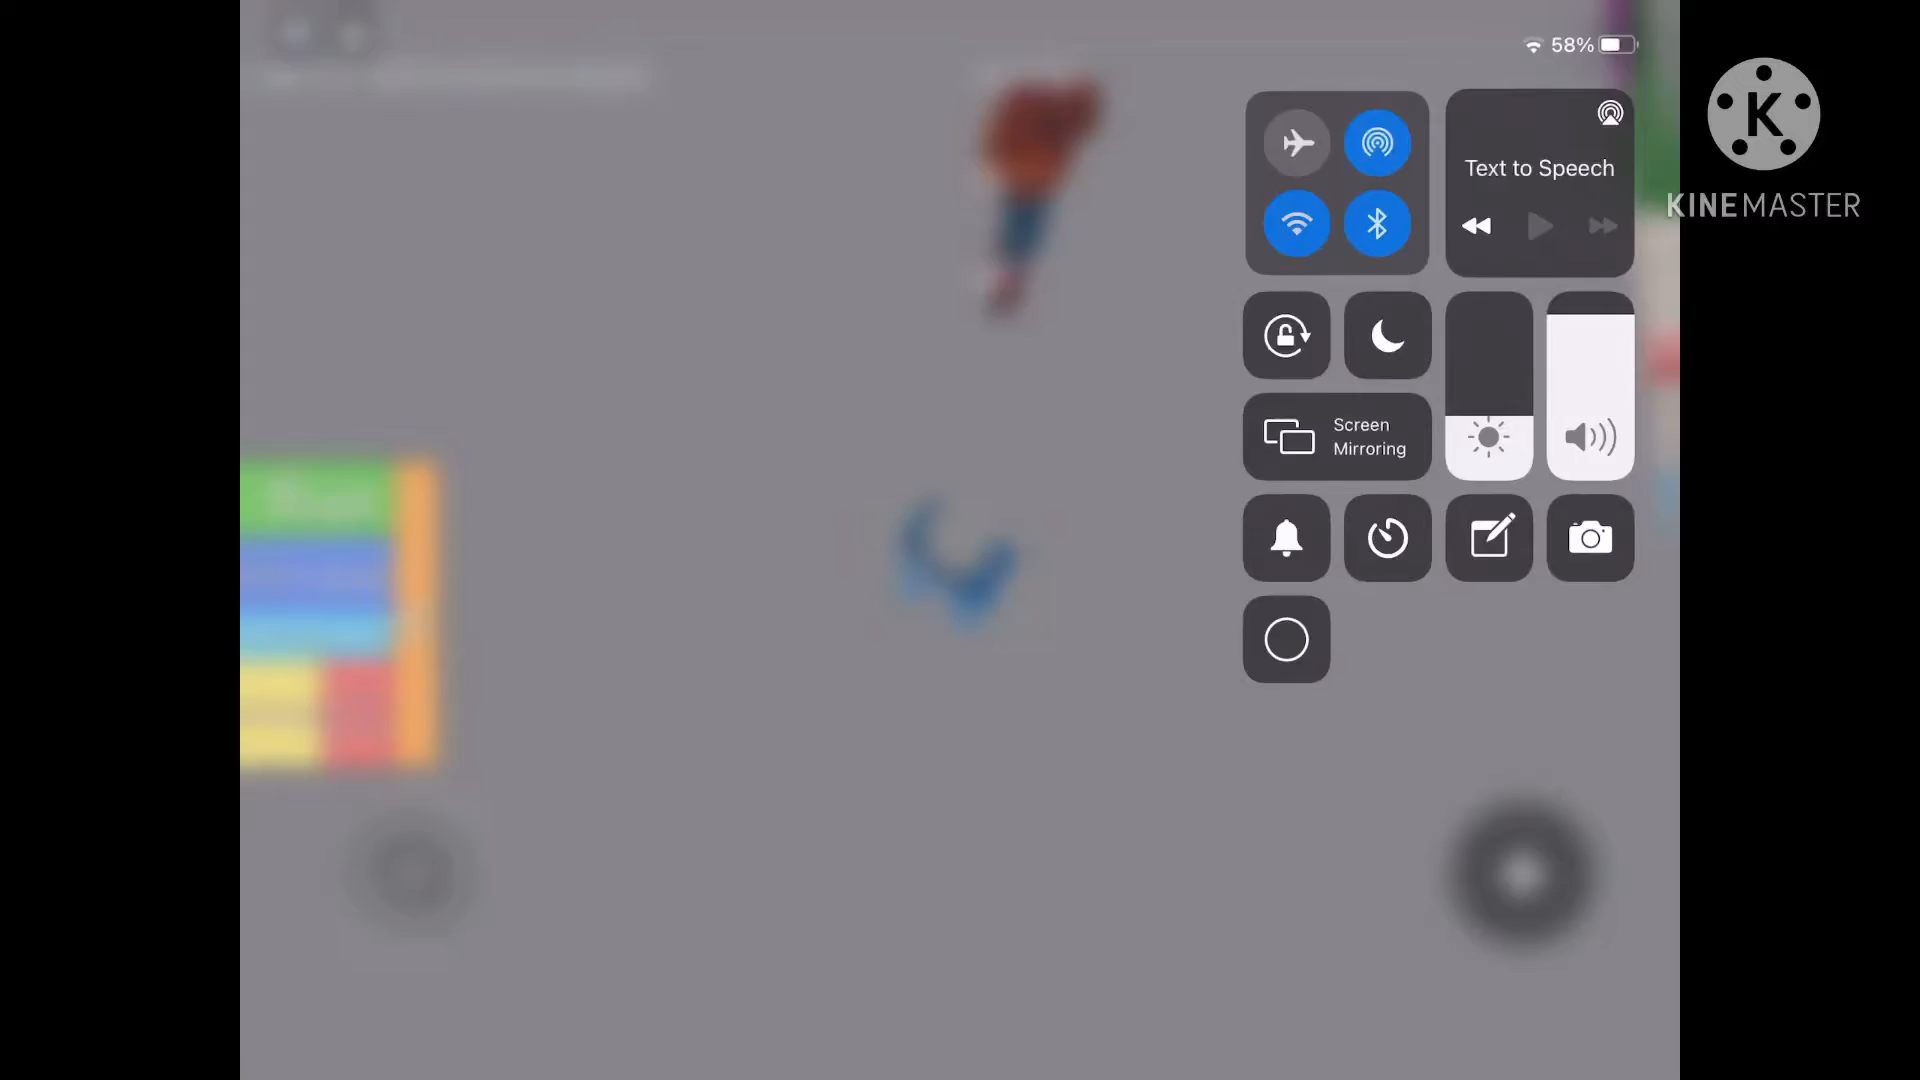 58%
K
KINEMASTER
Text to Speech
Screen
Mirroring